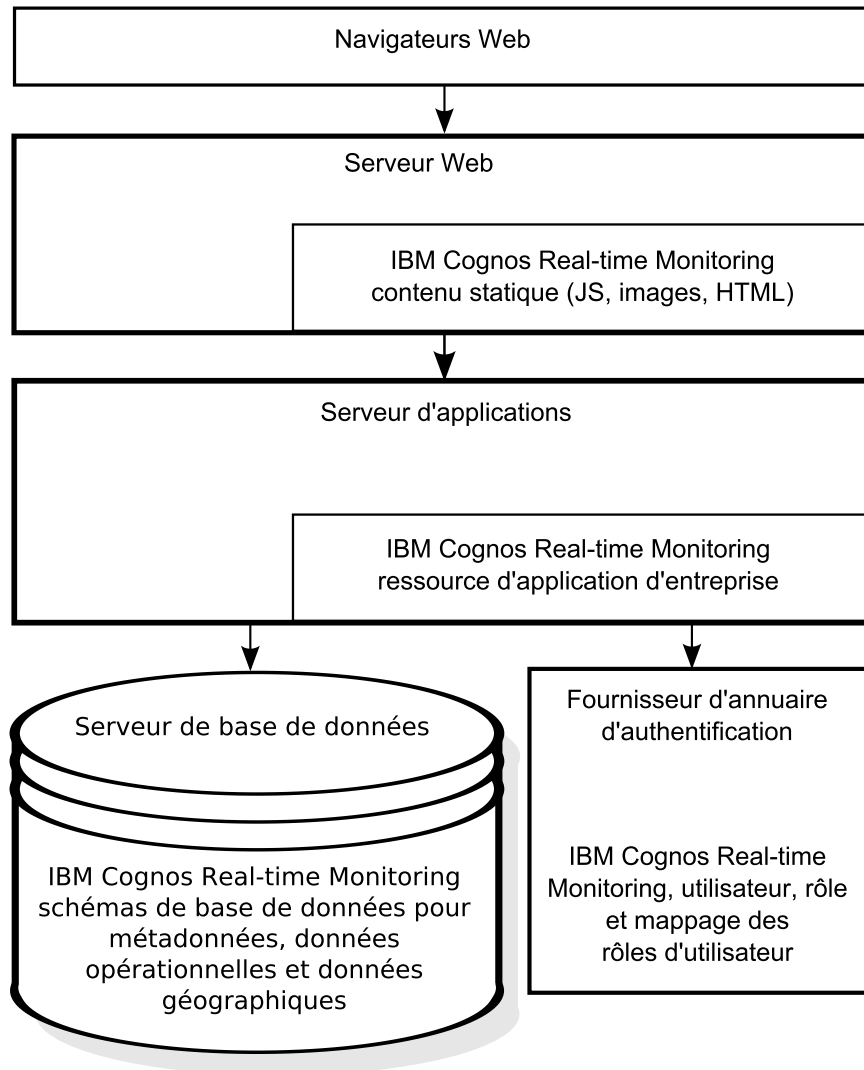 Navigateurs Web
Serveur Web
IBM Cognos Real-time Monitoring
contenu statique (JS, images, HTML)
Serveur d'applications
IBM Cognos Real-time Monitoring
ressource d'application d'entreprise
Serveur de base de données
IBM Cognos Real-time Monitoring
schémas de base de données pour
métadonnées, données
opérationnelles et données
géographiques
Fournisseur d'annuaire
d'authentification
IBM Cognos Real-time
Monitoring, utilisateur, rôle
et mappage des
rôles d'utilisateur